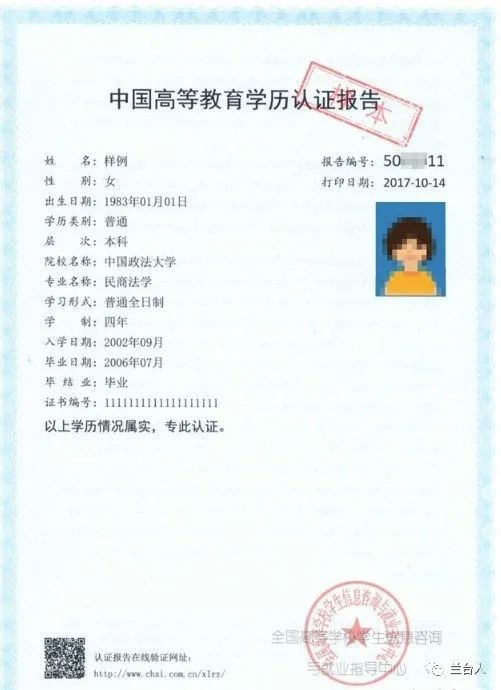 样本
中国高等教育学历认证报告
姓 名：样例
报告编号：50 11
性 别：女
打印日期：2017-10-14
出生日期：1983年01月01日
学历类别：普通
层 次：本科
院校名称：中国政法大学
专业名称：民商法学
学习形式：普通全日制
学 制：四年
入学日期：2002年09月
毕业日期：2006年07月
毕 结 业：毕业
证书编号：111111111111111111
以上学历情况属实，专此认证。
全国高等学校学生信息咨询
与就业指导中心
认证报告在线验证网址：
http://www.chsi.com.cn/xlrz/
兰台人